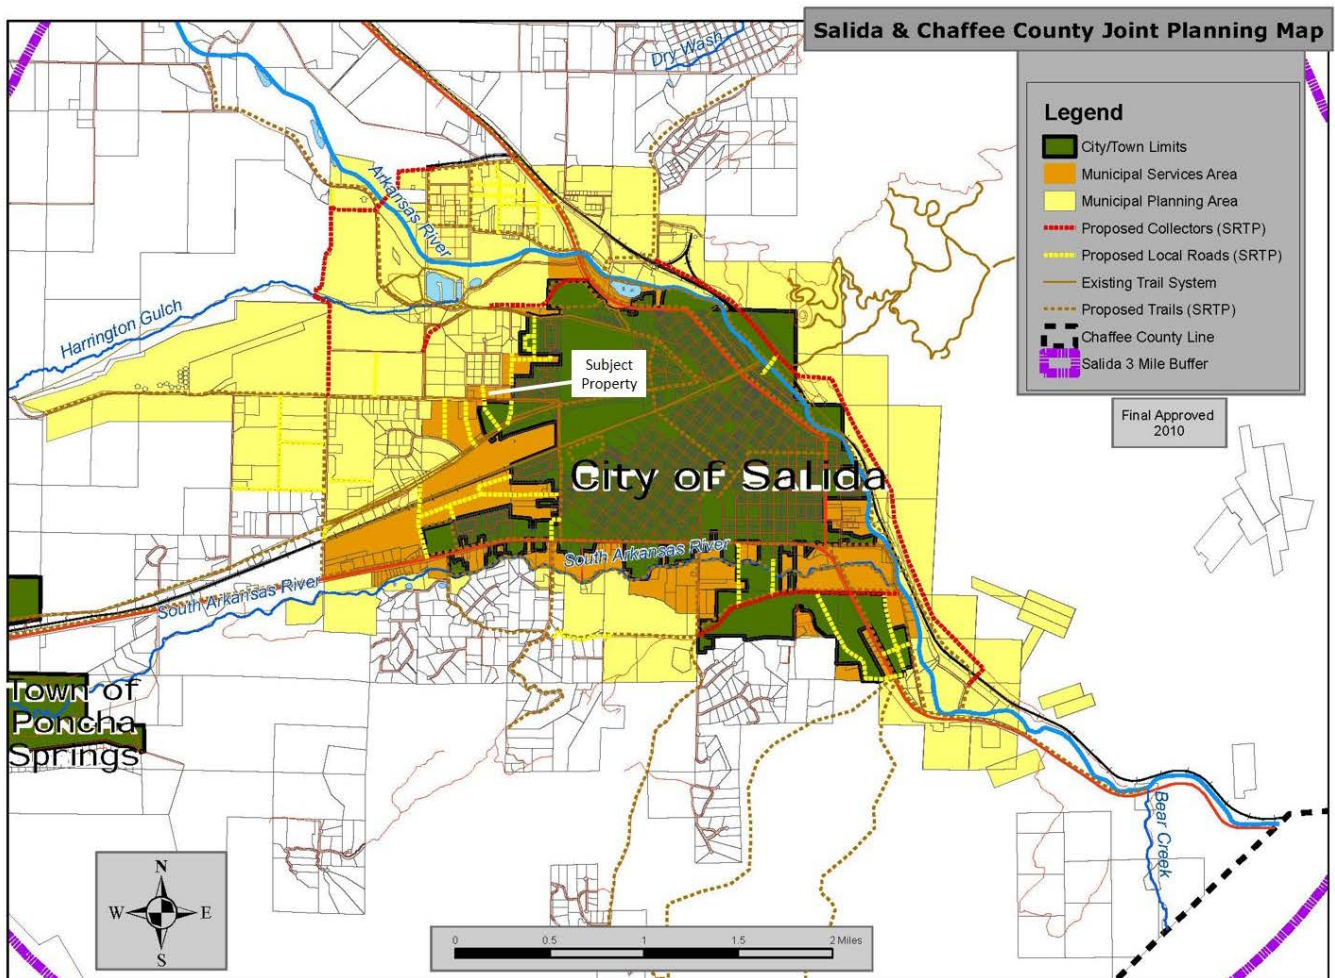 Salida & Chaffee County Joint Planning Map
Legend
City/Town Limits
Municipal Services Area
Municipal Planning Area
Proposed Collectors (SRTP)
Proposed Local Roads (SRTP)
Existing Trail System
Proposed Trails (SRTP)
Chaffee County Line
Salida 3 Mile Buffer
Final Approved
2010
Dry Wash
Arkansas River
Harrington Gulch
Subject
Property
City of Salida
South Arkansas River
South Arkansas River
Town of
Poncha
Springs
Bear Creek
N
W
E
S
0
0.5
1
1.5
2 Miles